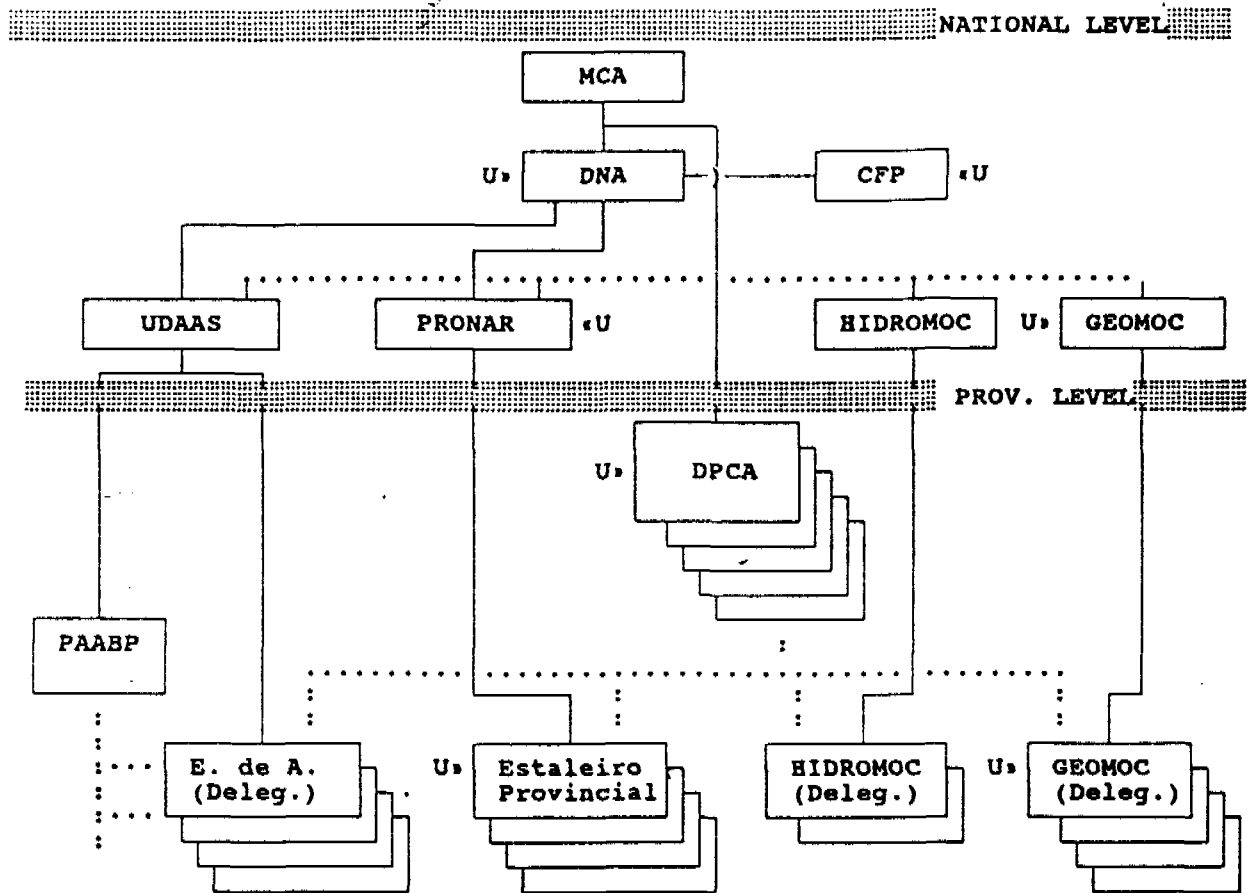 NATIONAL LEVEL
MCA
U» DNA CFP «U
UDAAS PRONAR «U HIDROMOC U» GEOMOC
PROV. LEVEL
U» DPCA
PAABP
E. de A. U» Estaleiro HIDROMOC U» GEOMOC
(Deleg.) Provincial (Deleg.) (Deleg.)